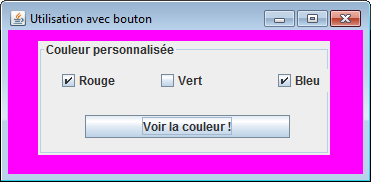 Utilisation avec bouton
Couleur personnalisée
Rouge Vert Bleu
Voir la couleur !